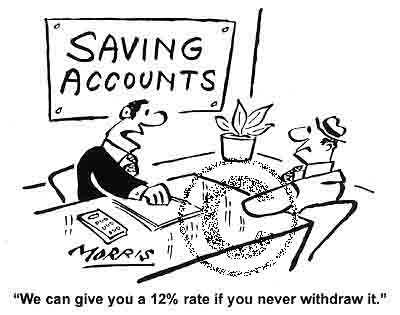 SAVING
ACCOUNTS
MORRIS
“We can give you a 12% rate if you never withdraw it.”